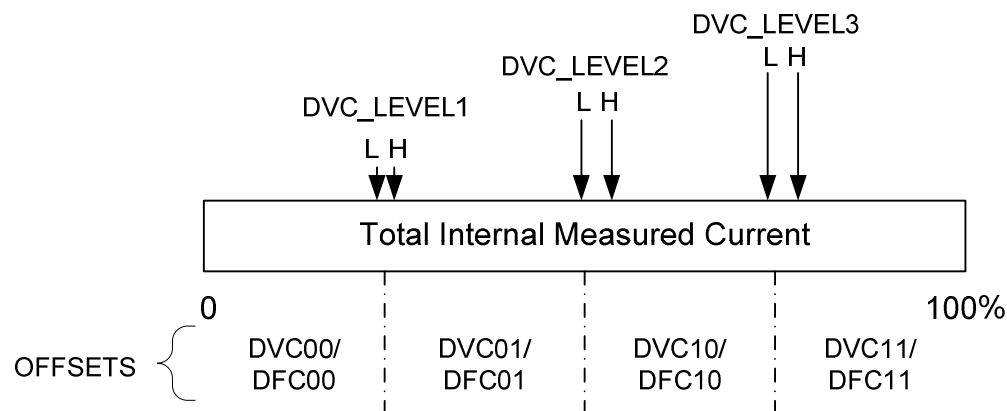 DVC_LEVEL3
L H
DVC_LEVEL2
L H
DVC_LEVEL1
L H
Total Internal Measured Current
0
100%
OFFSETS
DVC00/
DFC00
DVC01/
DFC01
DVC10/
DFC10
DVC11/
DFC11